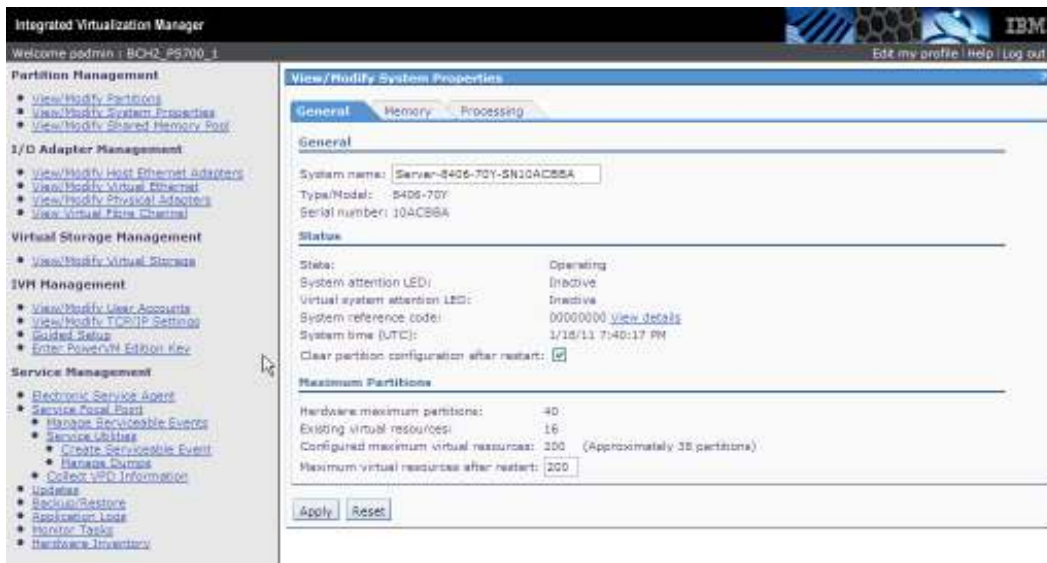 Integrated Virtualization Manager
IBM
Welcome padmin : BCH2_PS700_1
Edit my profile | Help | Log out
Partition Management
View/Modify Partitions
View/Modify System Properties
View/Modify Shared Memory Pool
I/O Adapter Management
View/Modify Host Ethernet Adapters
View/Modify Virtual Ethernet
View/Modify Physical Adapters
View Virtual Fibre Channel
Virtual Storage Management
View/Modify Virtual Storage
IVM Management
View/Modify User Accounts
View/Modify TCP/IP Settings
Guided Setup
Enter PowerVM Edition Key
Service Management
Electronic Service Agent
Service Focal Point
Manage Serviceable Events
Service Utilities
Create Serviceable Event
Manage Dumps
Collect VPD Information
Updates
Backup/Restore
Application Logs
Monitor Tasks
Hardware Inventory
View/Modify System Properties
?
General Memory Processing
General
System name: Server-8406-70Y-SN10ACBBA
Type/Model: 8406-70Y
Serial number: 10ACBBA
Status
State: Operating
System attention LED: Inactive
Virtual system attention LED: Inactive
System reference code: 00000000 View details
System time (UTC): 1/18/11 7:40:17 PM
Clear partition configuration after restart:
Maximum Partitions
Hardware maximum partitions: 40
Existing virtual resources: 16
Configured maximum virtual resources: 200 (Approximately 38 partitions)
Maximum virtual resources after restart: 200
Apply Reset